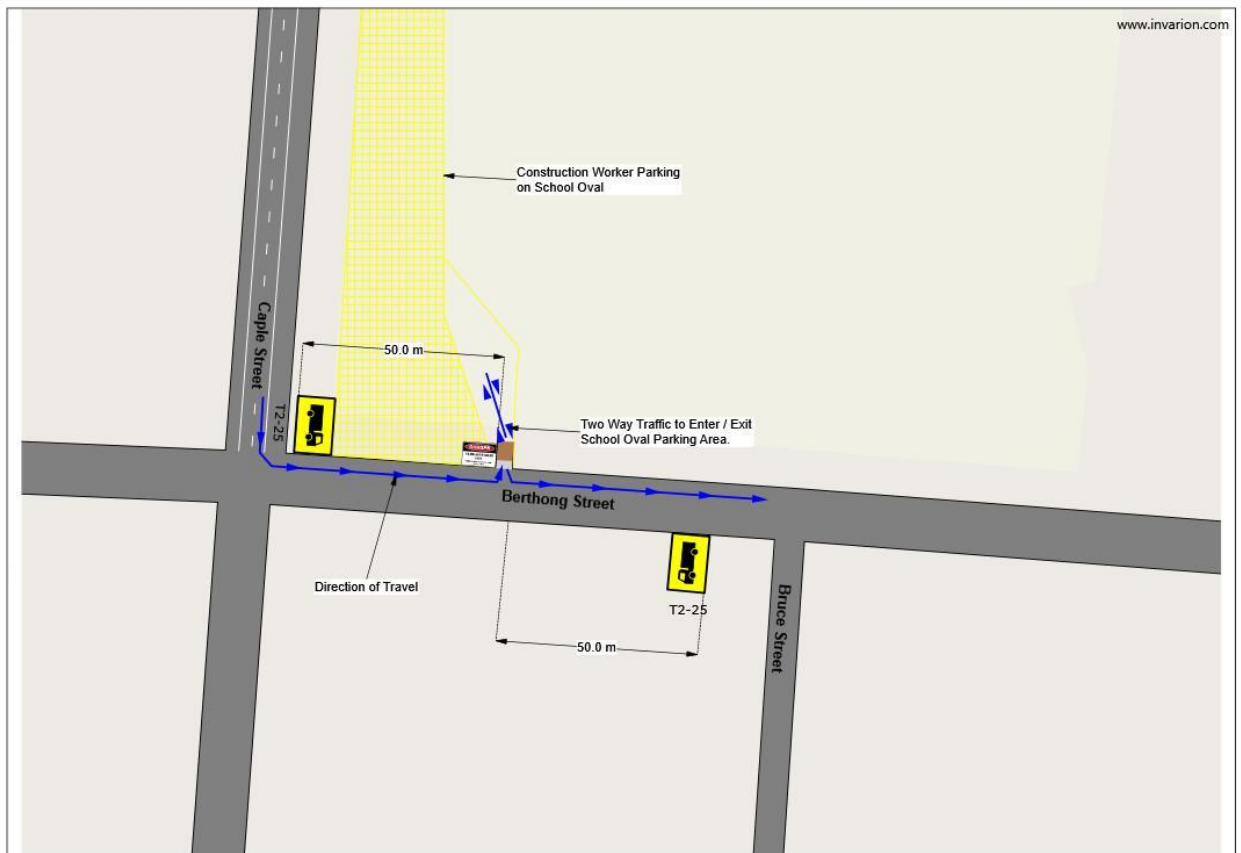 www.invarion.com
Construction Worker Parking
on School Oval
Caple Street
50.0 m
T2-25
Two Way Traffic to Enter / Exit
School Oval Parking Area.
DANGER
Berthong Street
Direction of Travel
T2-25
Bruce Street
50.0 m